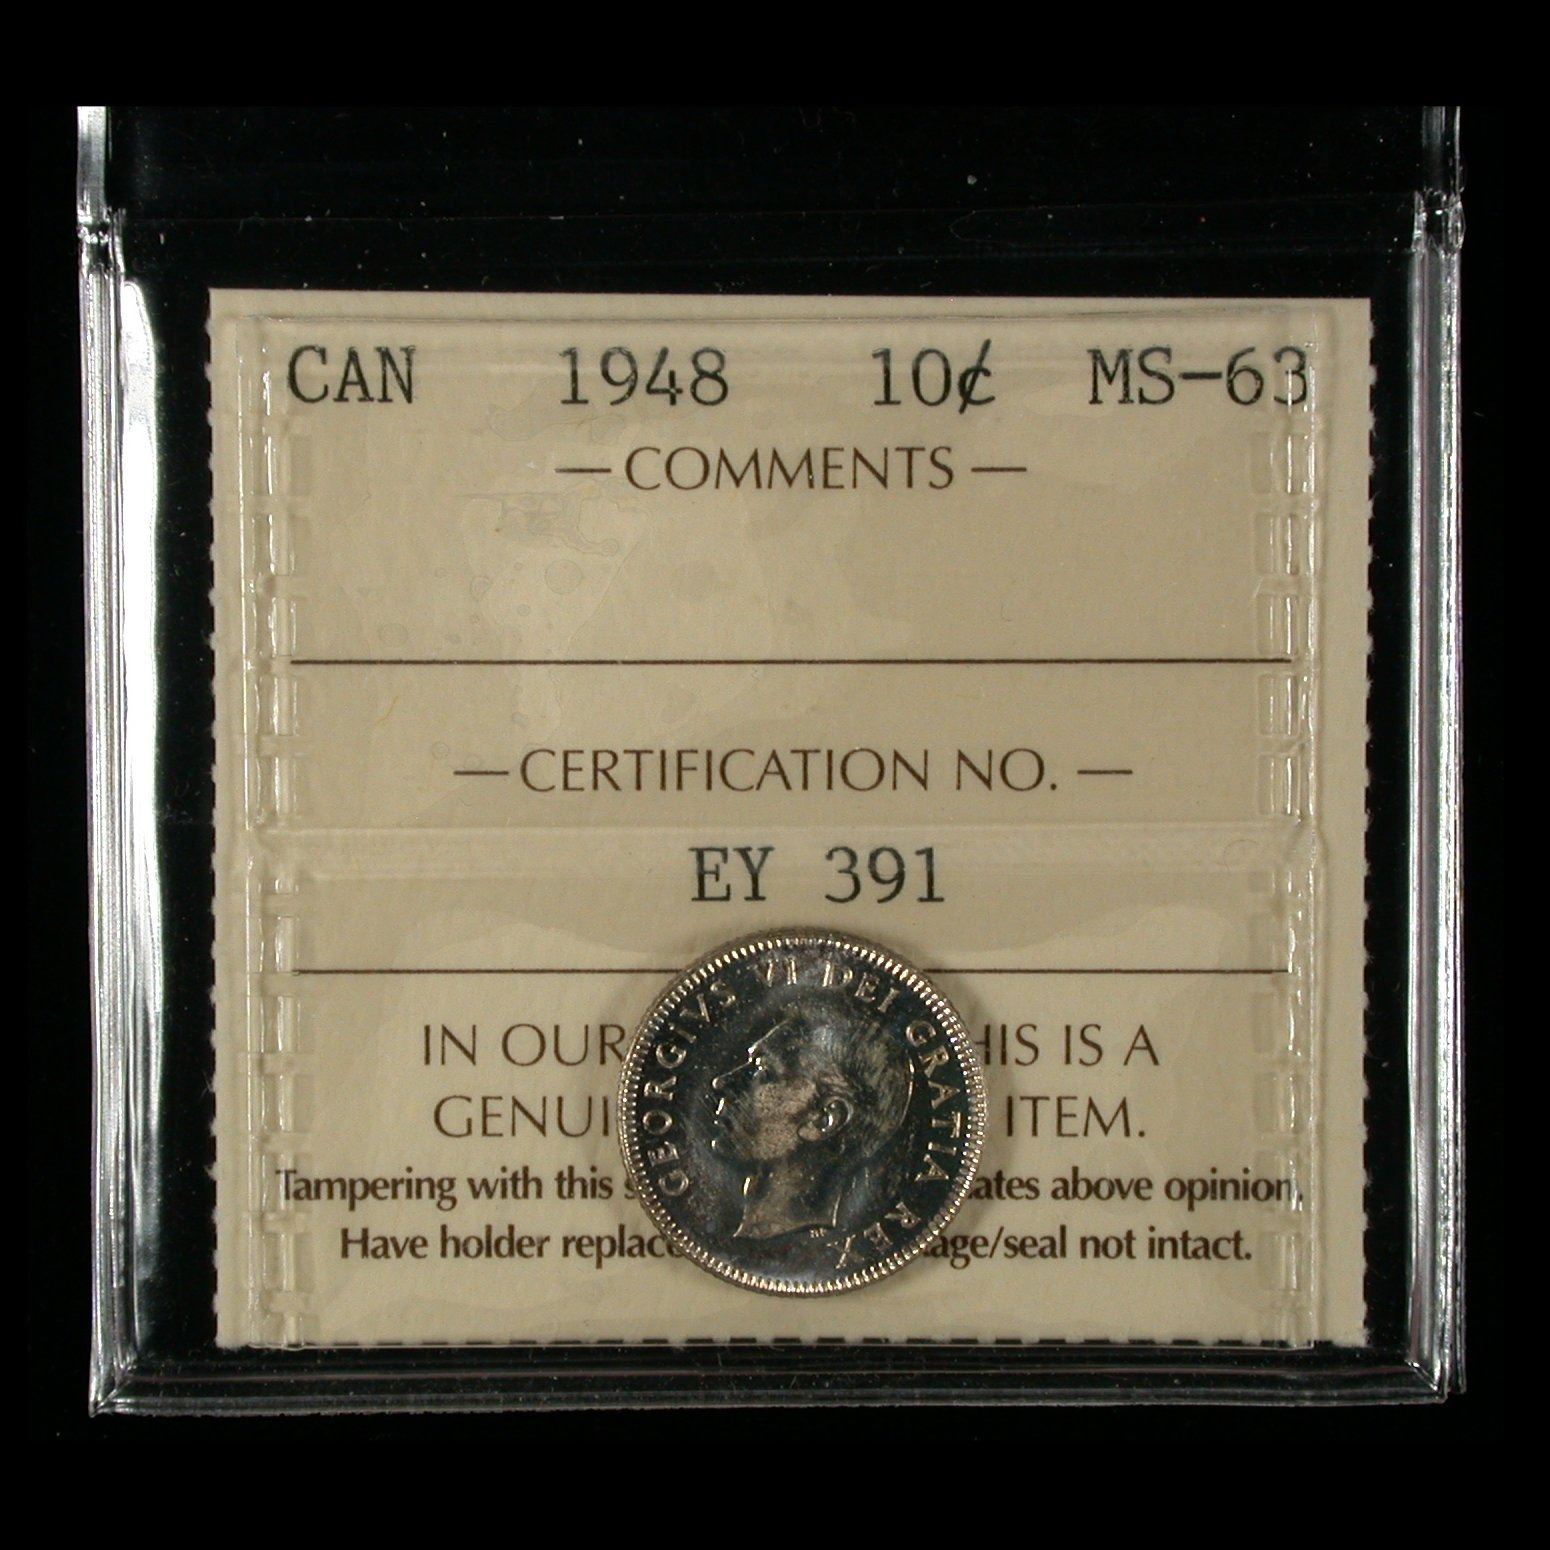 CAN 1948 10¢ MS-63
— COMMENTS —
— CERTIFICATION NO. —
EY 391
IN OUR HIS IS A
GENUI ITEM.
Tampering with this s ates above opinion.
Have holder replac age/seal not intact.
GEORGIVS VI DEI GRATIA REX